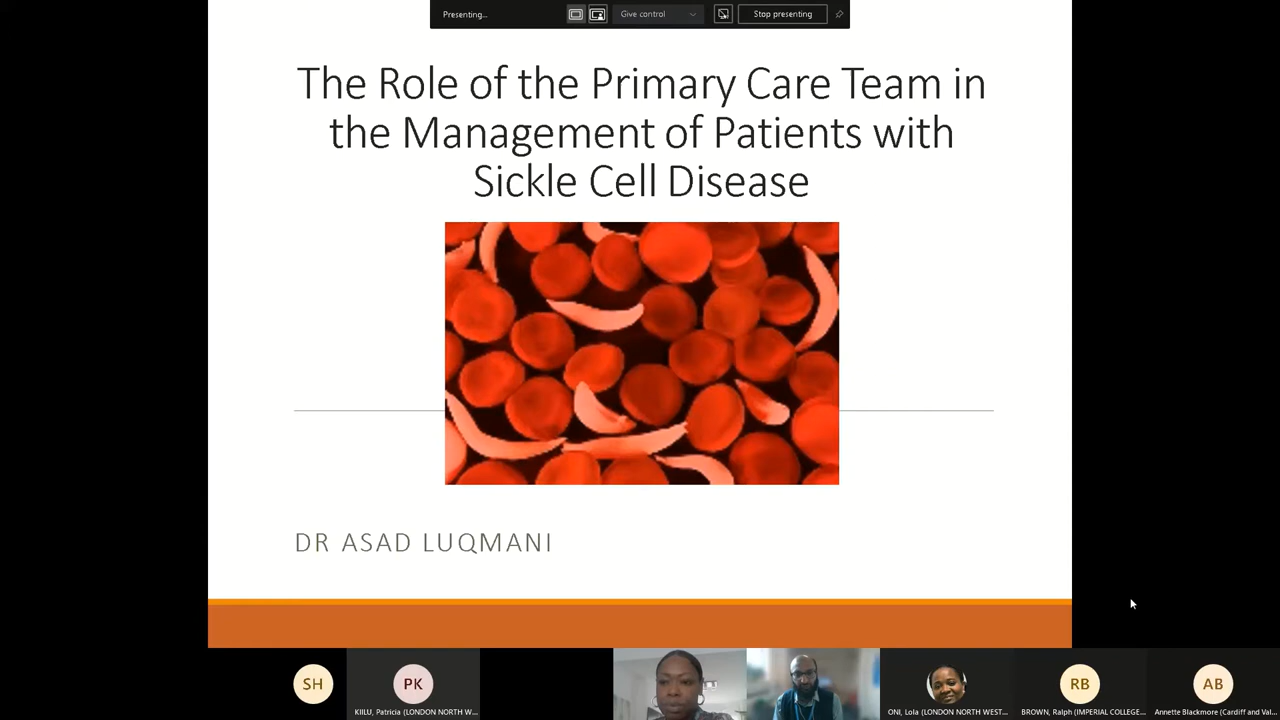 Presenting...
Give control
Stop presenting
The Role of the Primary Care Team in
the Management of Patients with
Sickle Cell Disease
DR ASAD LUQMANI
SH
PK
RB
AB
KIILU, Patricia (LONDON NORTH W...
ONI, Lola (LONDON NORTH WEST...
BROWN, Ralph (IMPERIAL COLLEGE...
Annette Blackmore (Cardiff and Val...